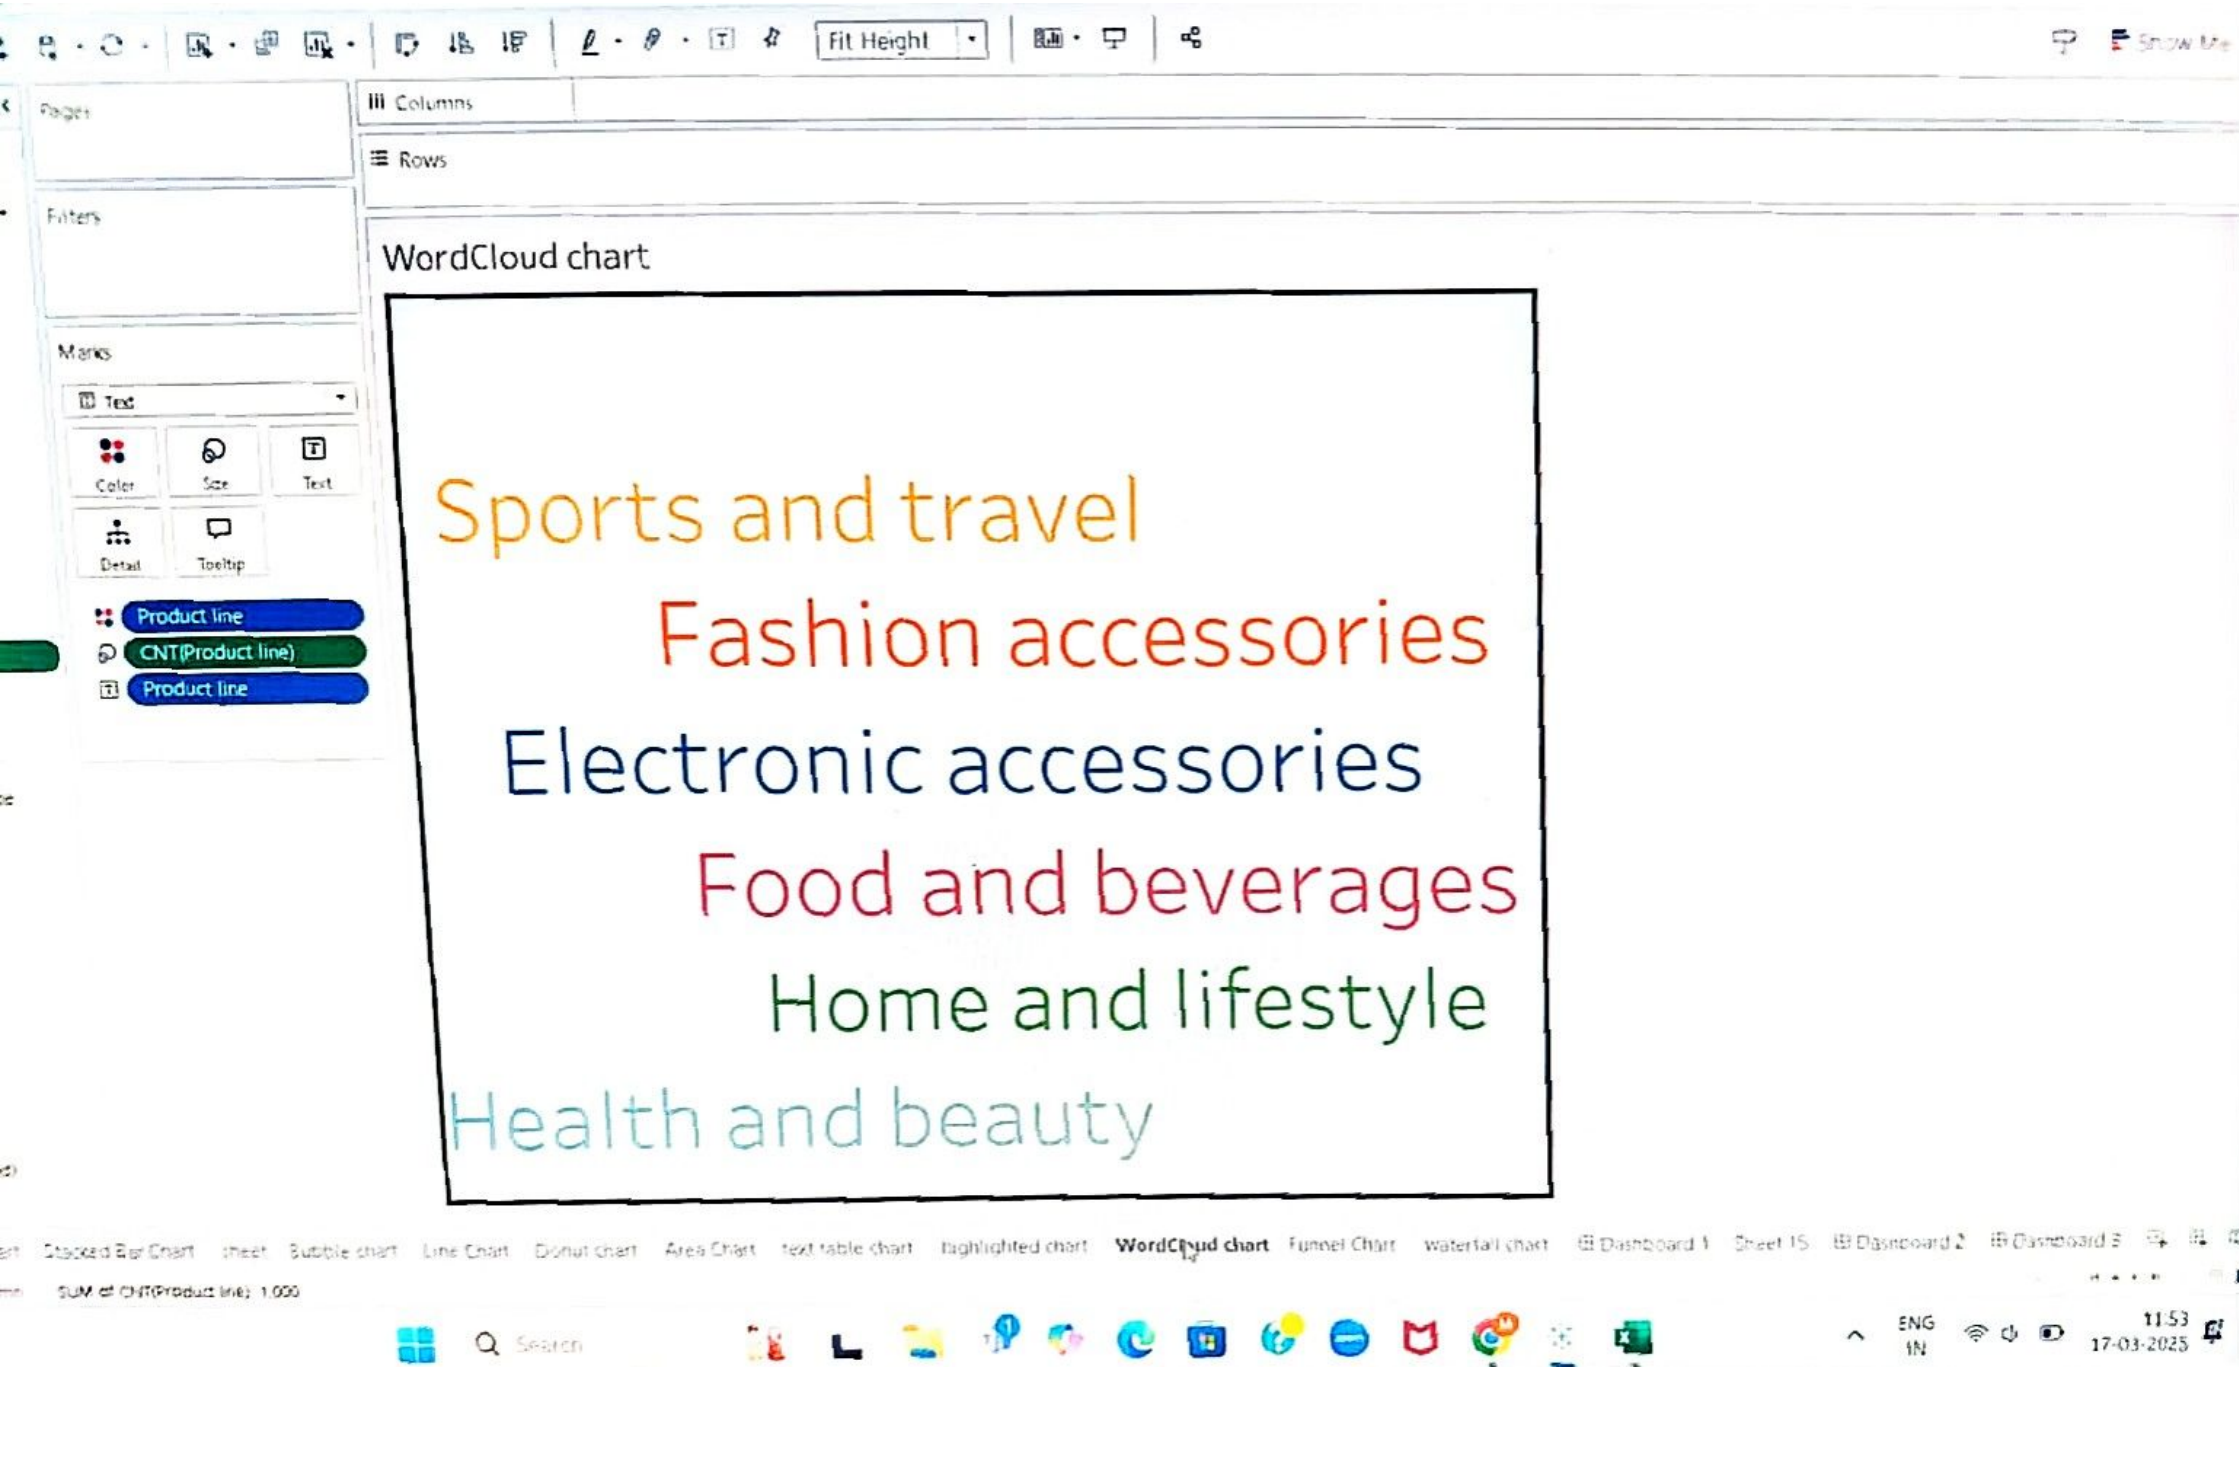 Fit Height
Show Me
Pages
Columns
Rows
Filters
WordCloud chart
Marks
Text
Color
Size
Text
Detail
Tooltip
Product line
CNT(Product line)
Product line
Sports and travel
Fashion accessories
Electronic accessories
Food and beverages
Home and lifestyle
Health and beauty
Stacked Bar Chart sheet Bubble chart Line Chart Donut chart Area Chart text table chart highlighted chart WordCloud chart Funnel Chart waterfall chart Dashboard 1 Sheet 15 Dashboard 2 Dashboard 3
SUM of CNT(Product line): 1,000
Search
ENG
IN
11:53
17-03-2025